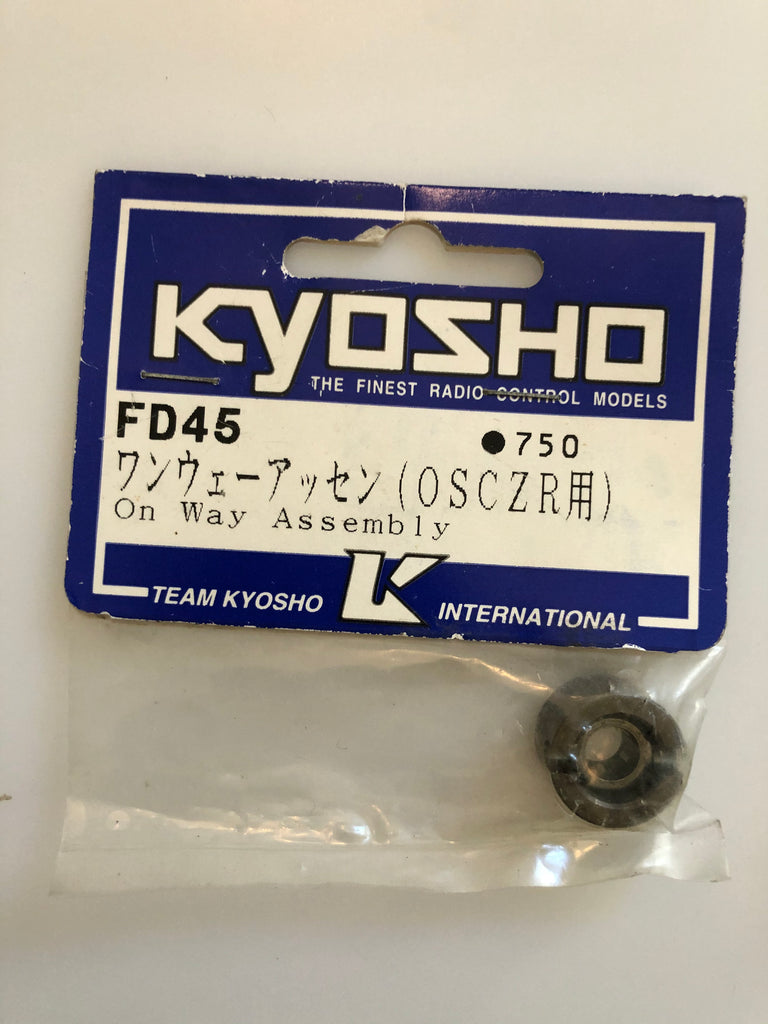 KYOSHO
THE FINEST RADIO CONTROL MODELS
FD45
●750
ワンウェーアッセン(OSCZR用)
On Way Assembly
TEAM KYOSHO K INTERNATIONAL